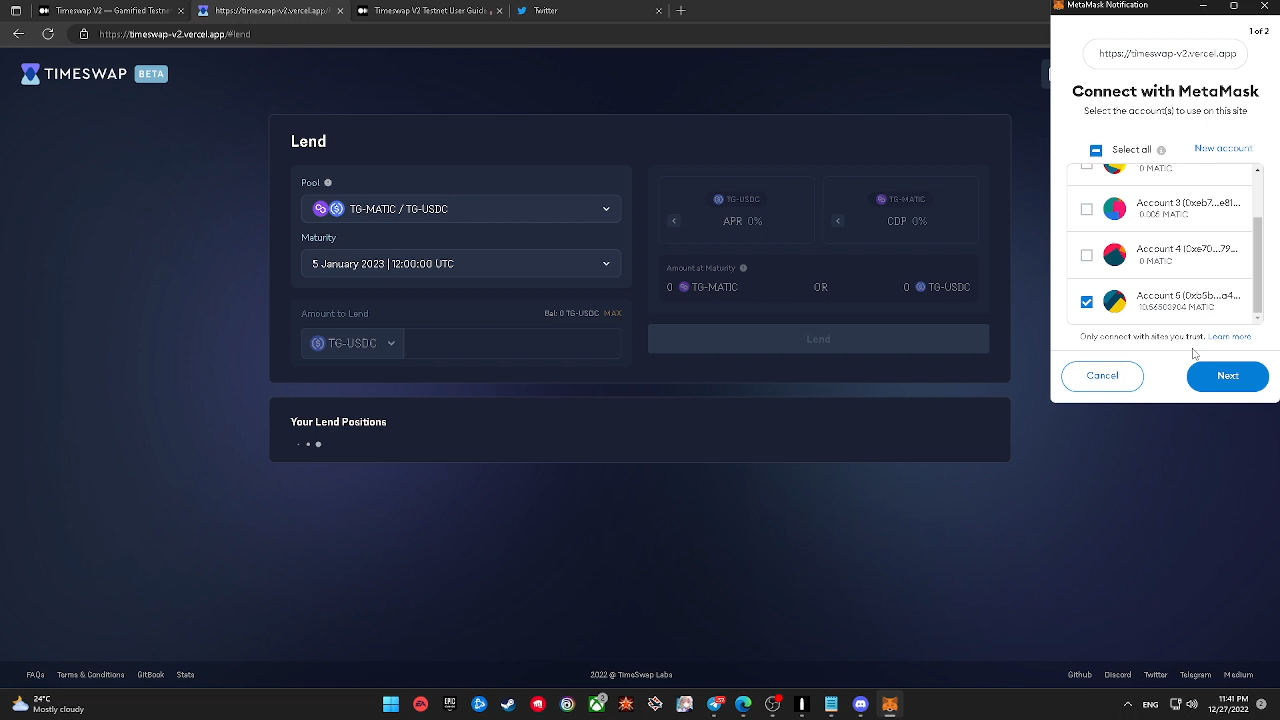 Timeswap V2 — Gamified Testnet
https://timeswap-v2.vercel.app/
Timeswap V2 Testnet User Guide
Twitter
https://timeswap-v2.vercel.app/#lend
TIMESWAP
BETA
Lend
Pool
TG-MATIC / TG-USDC
Maturity
5 January 2023, 12:00:00 UTC
Amount to Lend
Bal: 0 TG-USDC MAX
TG-USDC
TG-USDC
APR 0%
TG-MATIC
CDP 0%
Amount at Maturity
0 TG-MATIC
OR
0 TG-USDC
Lend
Your Lend Positions
FAQs
Terms & Conditions
GitBook
Stats
2022 @ TimeSwap Labs
Github
Discord
Twitter
Telegram
Medium
MetaMask Notification
1 of 2
https://timeswap-v2.vercel.app
Connect with MetaMask
Select the account(s) to use on this site
Select all
New account
0 MATIC
Account 3 (0xeb7...e81...
0.005 MATIC
Account 4 (0xe70...79...
0 MATIC
(0xb5b...a4...
MATIC
Only connect with sites you trust. Learn more
Cancel
Next
24°C
Mostly cloudy
ENG
11:41 PM
12/27/2022